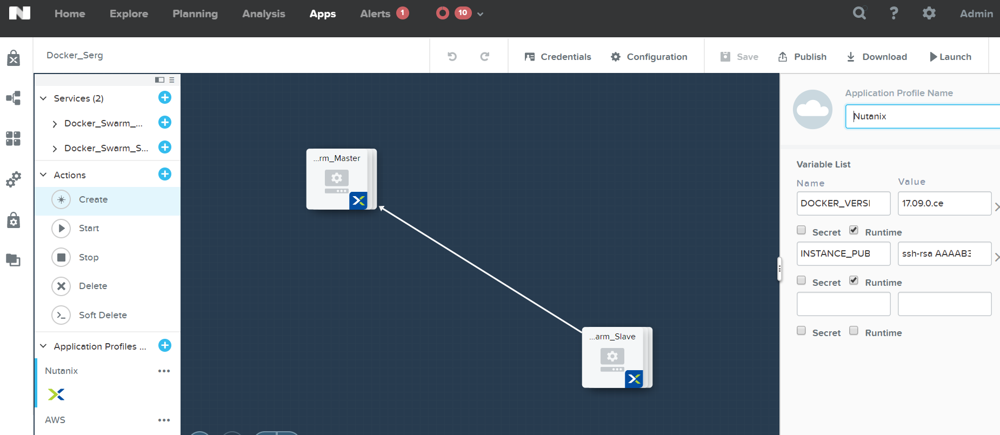 Home Explore Planning Analysis Apps Alerts 1 10 ? Admin
Docker_Serg Credentials Configuration Save Publish Download Launch
Services (2)
Docker_Swarm_...
Docker_Swarm_S...
Actions
Create
Start
Stop
Delete
Soft Delete
Application Profiles ...
Nutanix
AWS
...rm_Master
...arm_Slave
Application Profile Name
Nutanix
Variable List
Name Value
DOCKER_VERSI 17.09.0.ce
Secret Runtime
INSTANCE_PUB ssh-rsa AAAAB3
Secret Runtime
Secret Runtime